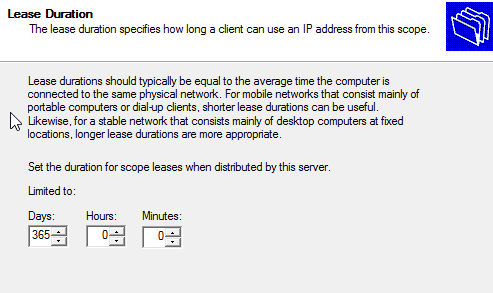 Lease Duration
The lease duration specifies how long a client can use an IP address from this scope.
Lease durations should typically be equal to the average time the computer is
connected to the same physical network. For mobile networks that consist mainly of
portable computers or dial-up clients, shorter lease durations can be useful.
Likewise, for a stable network that consists mainly of desktop computers at fixed
locations, longer lease durations are more appropriate.
Set the duration for scope leases when distributed by this server.
Limited to:
Days: Hours: Minutes:
365 0 0